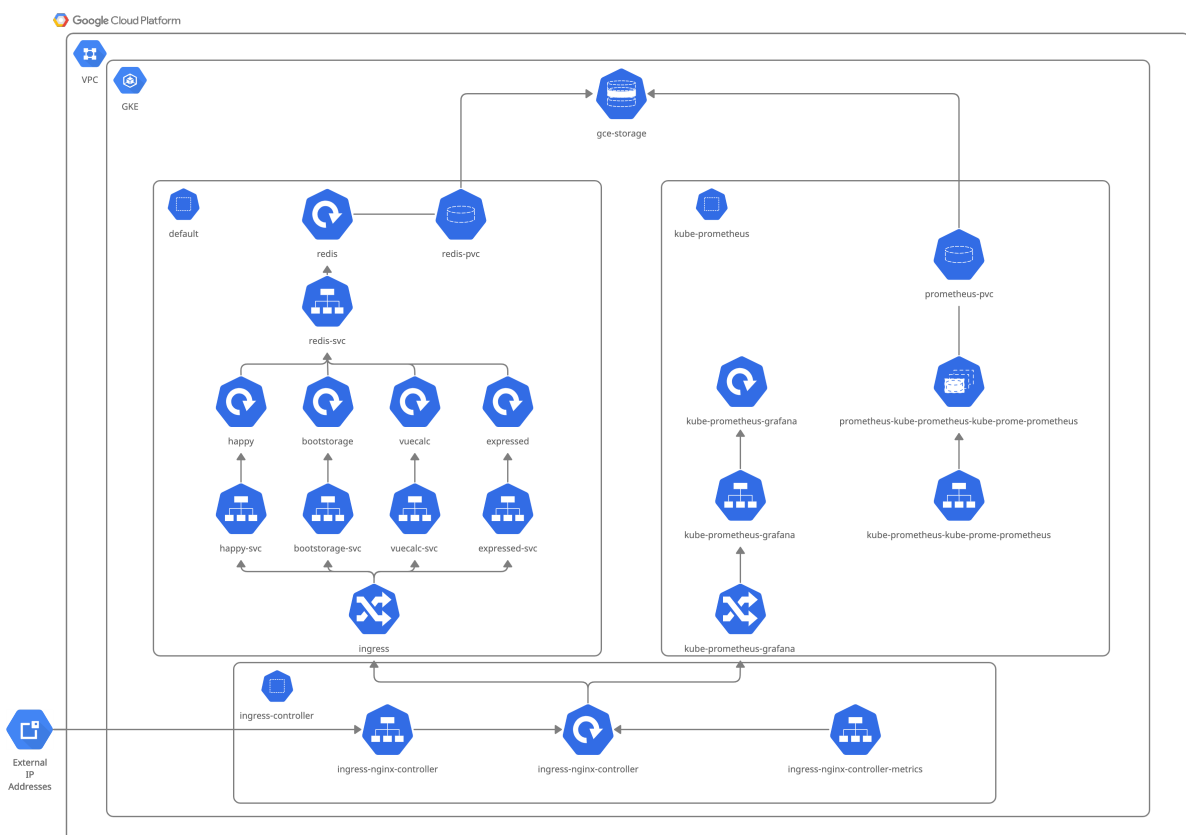 Google Cloud Platform
VPC
GKE
gce-storage
default
redis
redis-pvc
kube-prometheus
prometheus-pvc
redis-svc
happy
bootstorage
vuecalc
expressed
kube-prometheus-grafana
prometheus-kube-prometheus-kube-prome-prometheus
happy-svc
bootstorage-svc
vuecalc-svc
expressed-svc
kube-prometheus-grafana
kube-prometheus-kube-prome-prometheus
ingress
kube-prometheus-grafana
ingress-controller
External
IP
Addresses
ingress-nginx-controller
ingress-nginx-controller
ingress-nginx-controller-metrics